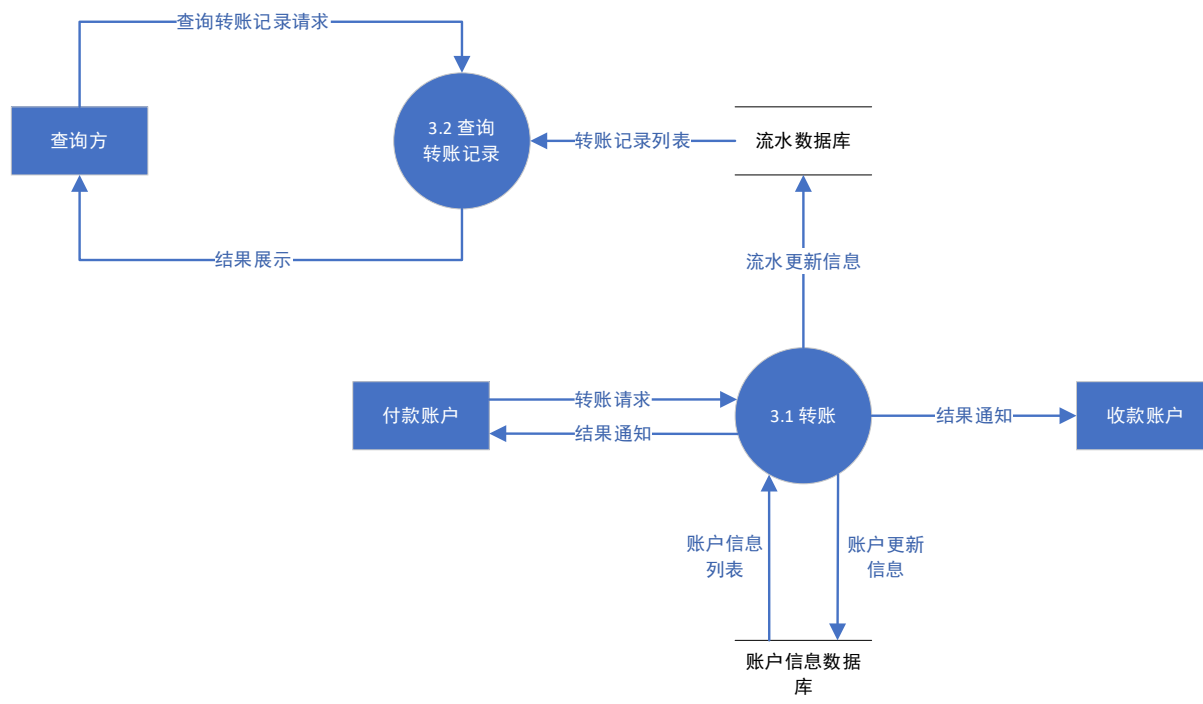 查询转账记录请求
查询方
3.2 查询
转账记录
转账记录列表
流水数据库
结果展示
流水更新信息
付款账户
转账请求
结果通知
3.1 转账
结果通知
收款账户
账户信息
列表
账户更新
信息
账户信息数据
库